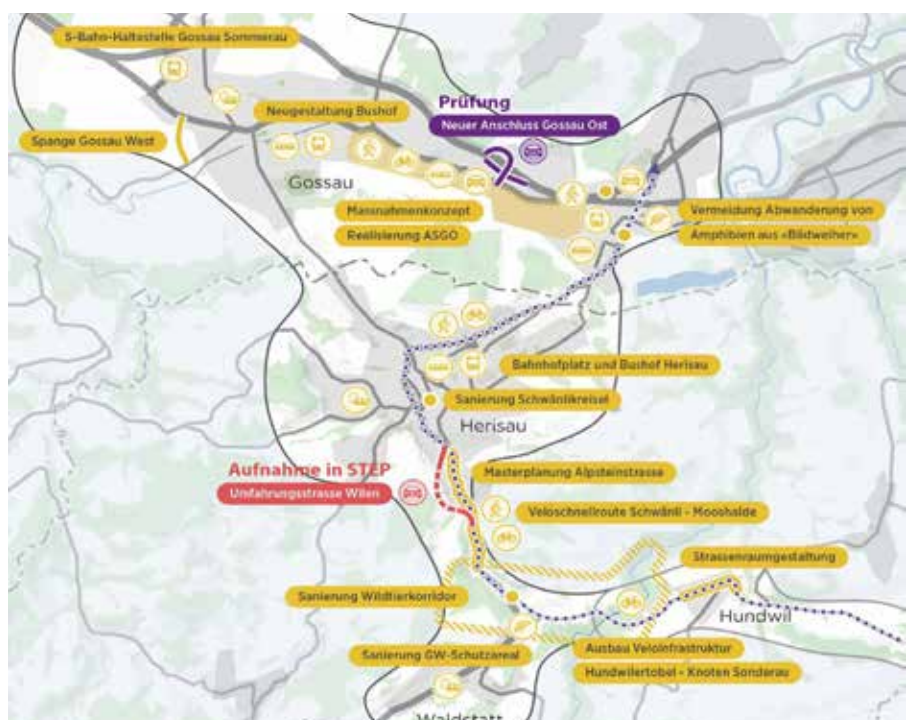 S-Bahn-Haltestelle Gossau Sommerau
Neugestaltung Bushof
Prüfung
Neuer Anschluss Gossau Ost
Spange Gossau West
Gossau
Massnahmenkonzept
Realisierung ASGO
Vermeidung Abwanderung von
Amphibien aus «Bildweiher»
Bahnhofplatz und Bushof Herisau
Sanierung Schwänlikreisel
Herisau
Aufnahme in STEP
Umfahrungsstrasse Wilen
Masterplanung Alpsteinstrasse
Veloschnellroute Schwänli - Mooshalde
Strassenraumgestaltung
Sanierung Wildtierkorridor
Hundwil
Sanierung GW-Schutzareal
Ausbau Veloinfrastruktur
Hundwilertobel - Knoten Sonderau
Waldstatt